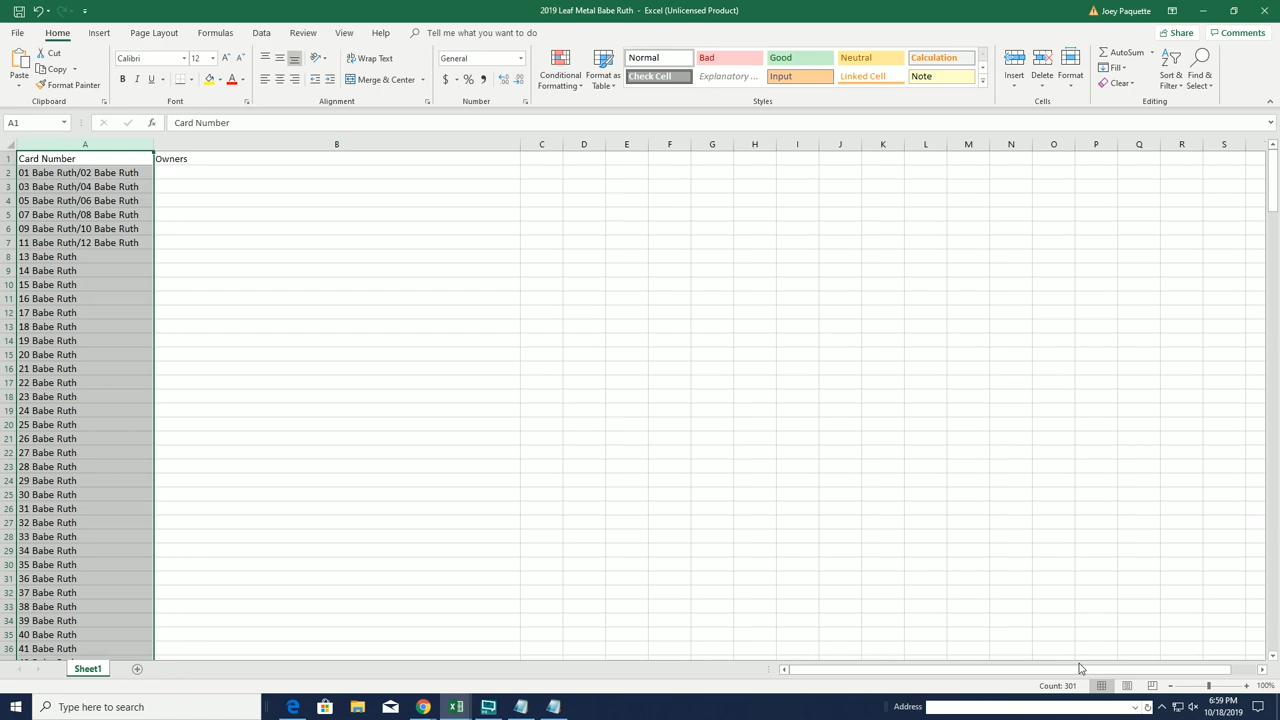 2019 Leaf Metal Babe Ruth - Excel (Unlicensed Product)
Joey Paquette
File Home Insert Page Layout Formulas Data Review View Help Tell me what you want to do
Share Comments
Paste
Cut
Copy
Format Painter
Calibri 12
B I U A
Wrap Text
Merge & Center
General
$ % ,
Conditional Formatting
Format as Table
Normal Bad Good Neutral Calculation
Check Cell Explanatory ... Input Linked Cell Note
Insert Delete Format
AutoSum
Fill
Clear
Sort & Filter
Find & Select
Clipboard Font Alignment Number Styles Cells Editing
A1 fx Card Number
A B C D E F G H I J K L M N O P Q R S
1 Card Number Owners
2 01 Babe Ruth/02 Babe Ruth
3 03 Babe Ruth/04 Babe Ruth
4 05 Babe Ruth/06 Babe Ruth
5 07 Babe Ruth/08 Babe Ruth
6 09 Babe Ruth/10 Babe Ruth
7 11 Babe Ruth/12 Babe Ruth
8 13 Babe Ruth
9 14 Babe Ruth
10 15 Babe Ruth
11 16 Babe Ruth
12 17 Babe Ruth
13 18 Babe Ruth
14 19 Babe Ruth
15 20 Babe Ruth
16 21 Babe Ruth
17 22 Babe Ruth
18 23 Babe Ruth
19 24 Babe Ruth
20 25 Babe Ruth
21 26 Babe Ruth
22 27 Babe Ruth
23 28 Babe Ruth
24 29 Babe Ruth
25 30 Babe Ruth
26 31 Babe Ruth
27 32 Babe Ruth
28 33 Babe Ruth
29 34 Babe Ruth
30 35 Babe Ruth
31 36 Babe Ruth
32 37 Babe Ruth
33 38 Babe Ruth
34 39 Babe Ruth
35 40 Babe Ruth
36 41 Babe Ruth
Sheet1
Count: 301 100%
Type here to search
Address
6:59 PM
10/18/2019